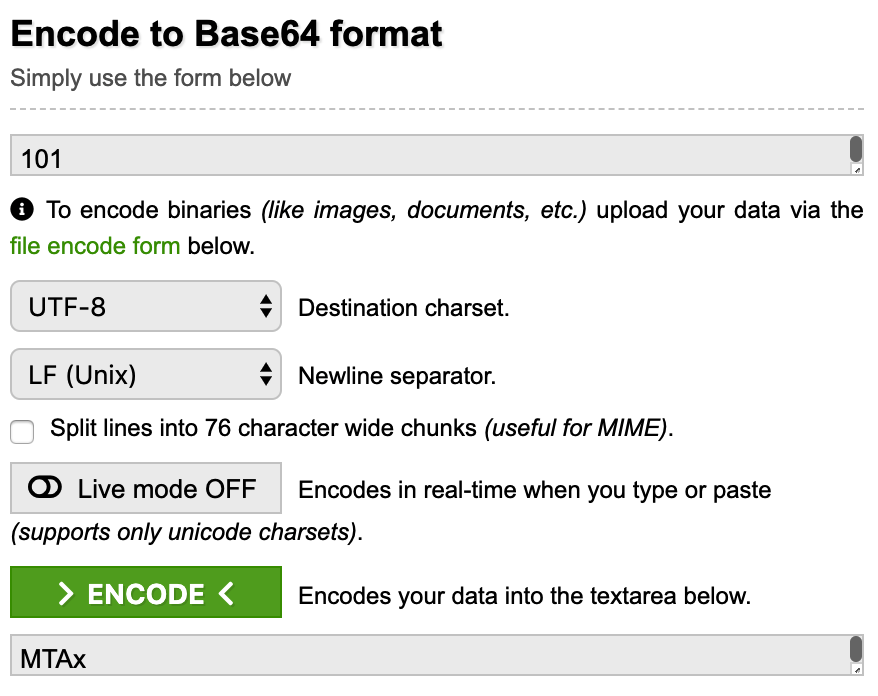 Encode to Base64 format
Simply use the form below
101
To encode binaries (like images, documents, etc.) upload your data via the
file encode form below.
UTF-8 Destination charset.
LF (Unix) Newline separator.
Split lines into 76 character wide chunks (useful for MIME).
Live mode OFF Encodes in real-time when you type or paste
(supports only unicode charsets).
> ENCODE < Encodes your data into the textarea below.
MTAx